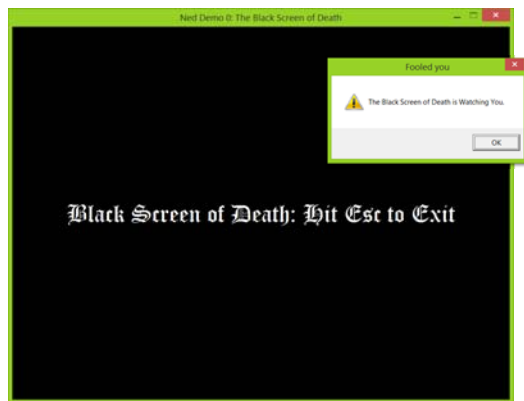 Ned Demo 0: The Black Screen of Death
Fooled you
The Black Screen of Death is Watching You.
OK
Black Screen of Death: Hit Esc to Exit